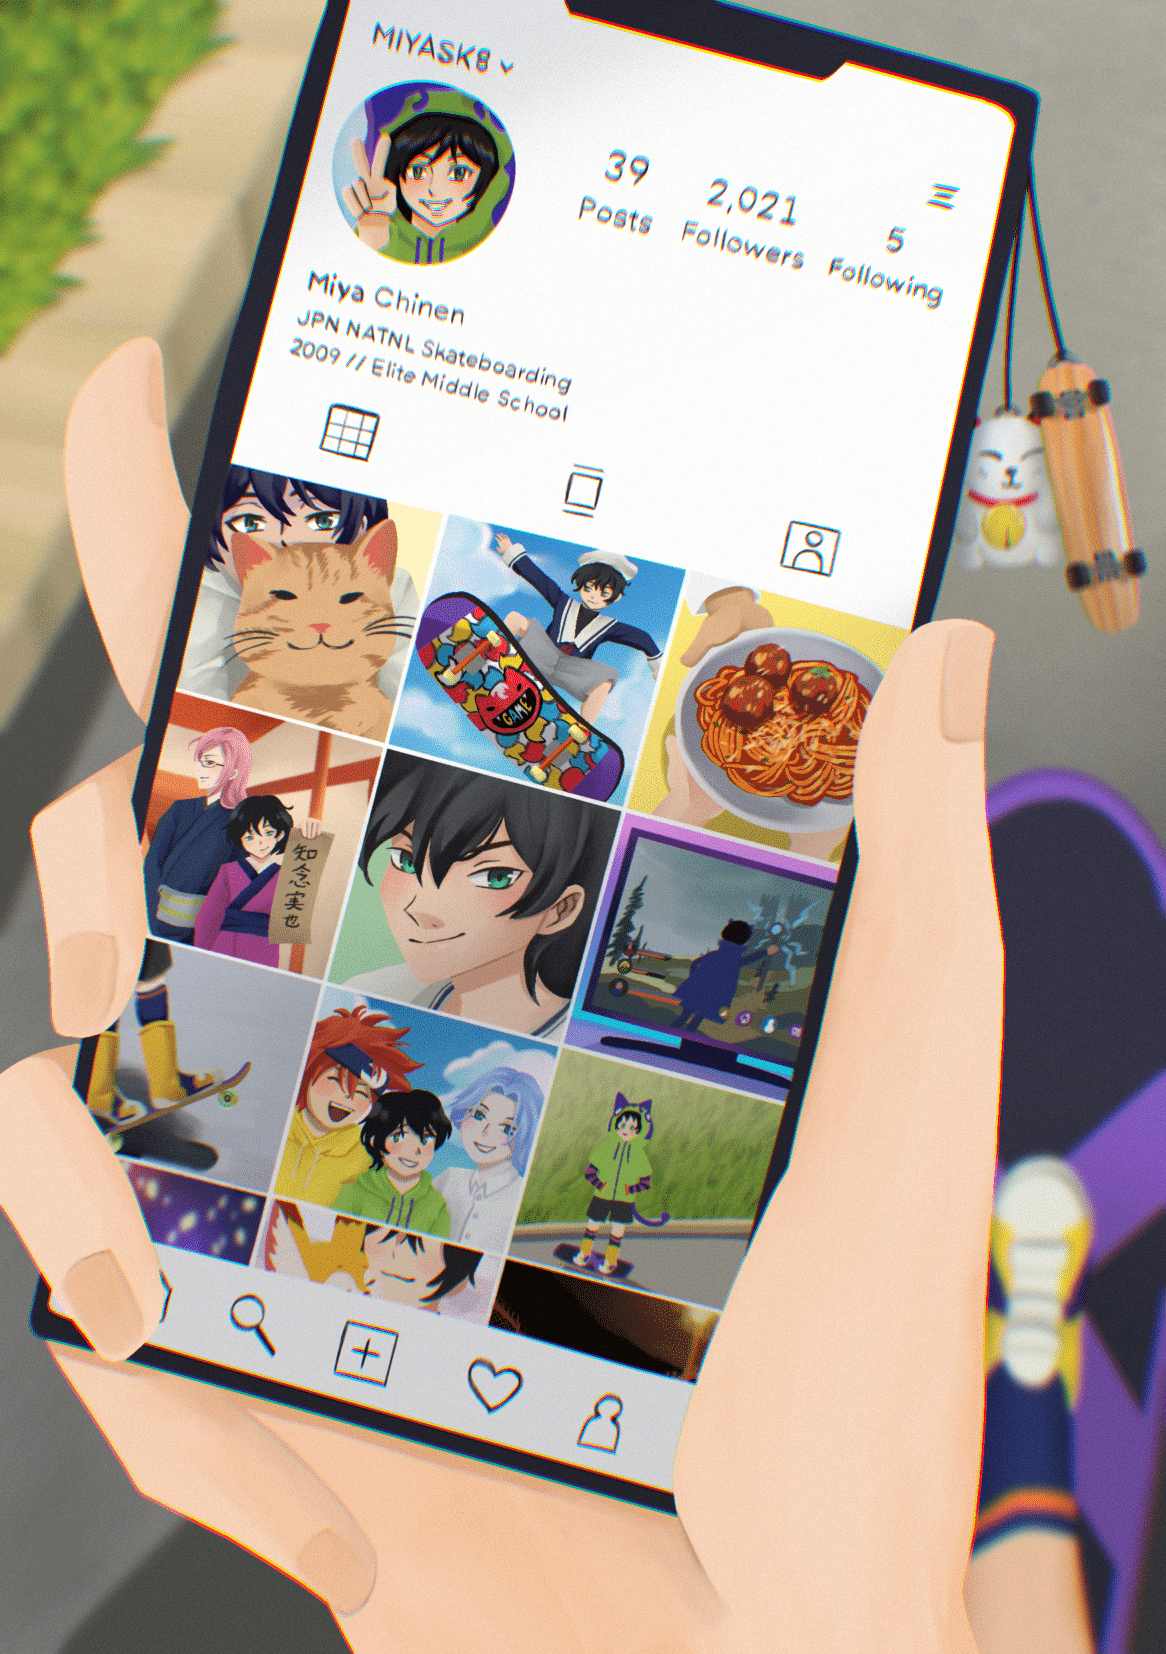 MIYASK8
39
Posts
2,021
Followers
5
Following
Miya Chinen
JPN NATNL Skateboarding
2009 // Elite Middle School
GAME
知念実也